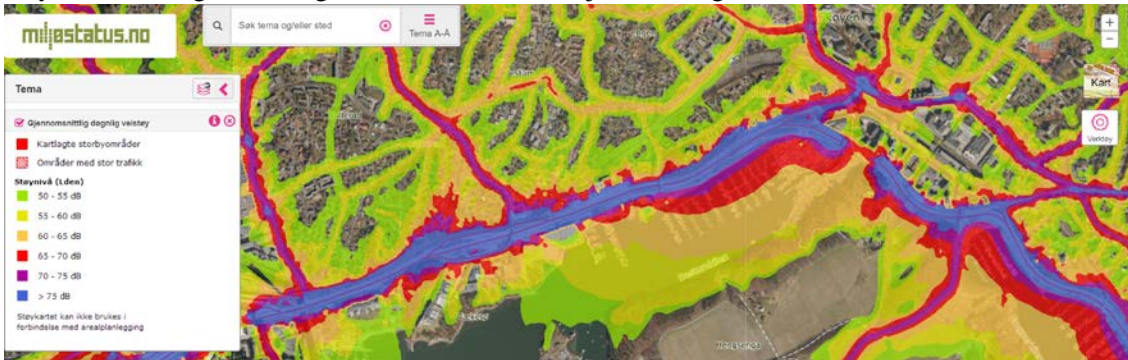 miljøstatus.no
Søk tema og/eller sted
Tema A-Å
Kart
Verktøy
Tema
Gjennomsnittlig døgnlig veistøy
Kartlagte storbyområder
Områder med stor trafikk
Støynivå (Lden)
50 - 55 dB
55 - 60 dB
60 - 65 dB
65 - 70 dB
70 - 75 dB
> 75 dB
Støykartet kan ikke brukes i
forbindelse med arealplanlegging
Hengsenga